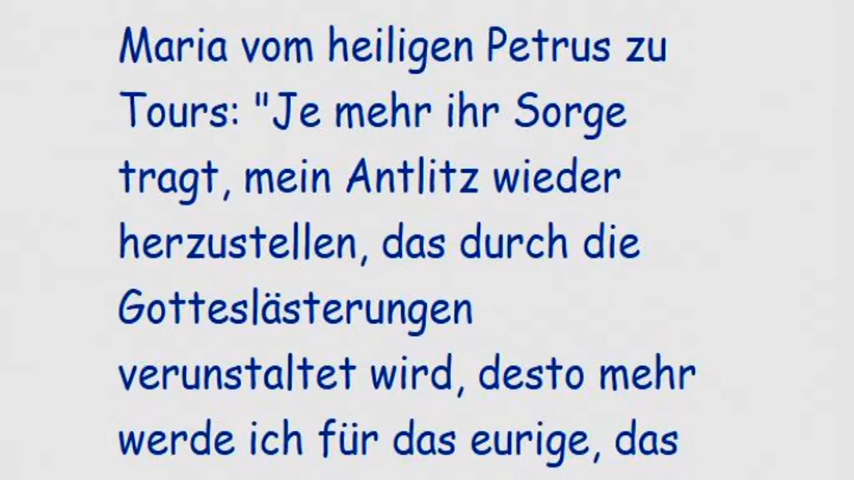 Maria vom heiligen Petrus zu
Tours: "Je mehr ihr Sorge
tragt, mein Antlitz wieder
herzustellen, das durch die
Gotteslästerungen
verunstaltet wird, desto mehr
werde ich für das eurige, das